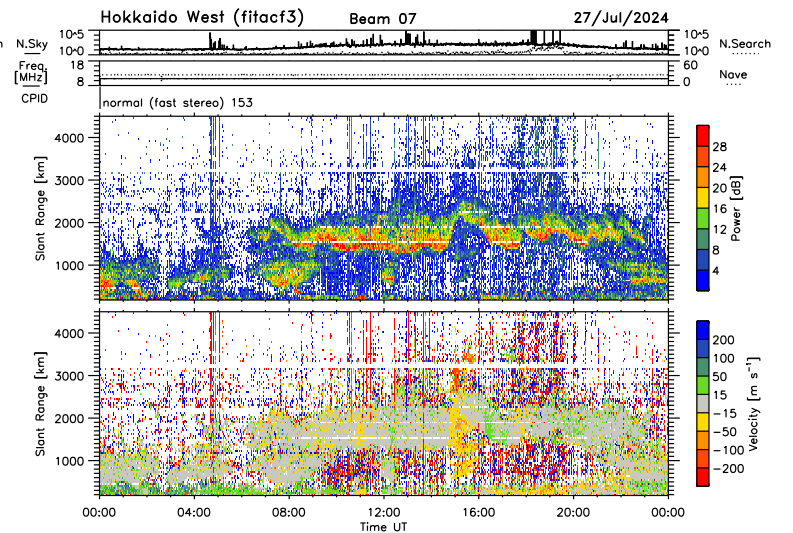 Hokkaido West (fitacf3) Beam 07 27/Jul/2024
n N.Sky 10^5 10^0 10^5 10^0 N.Search
Freq. [MHz] 18 8 60 0 Nave
CPID normal (fast stereo) 153
Slant Range [km] 4000 3000 2000 1000
28 24 20 16 12 8 4 Power [dB]
Slant Range [km] 4000 3000 2000 1000
200 100 50 15 -15 -50 -100 -200 Velocity [m s⁻¹]
00:00 04:00 08:00 12:00 16:00 20:00 00:00
Time UT